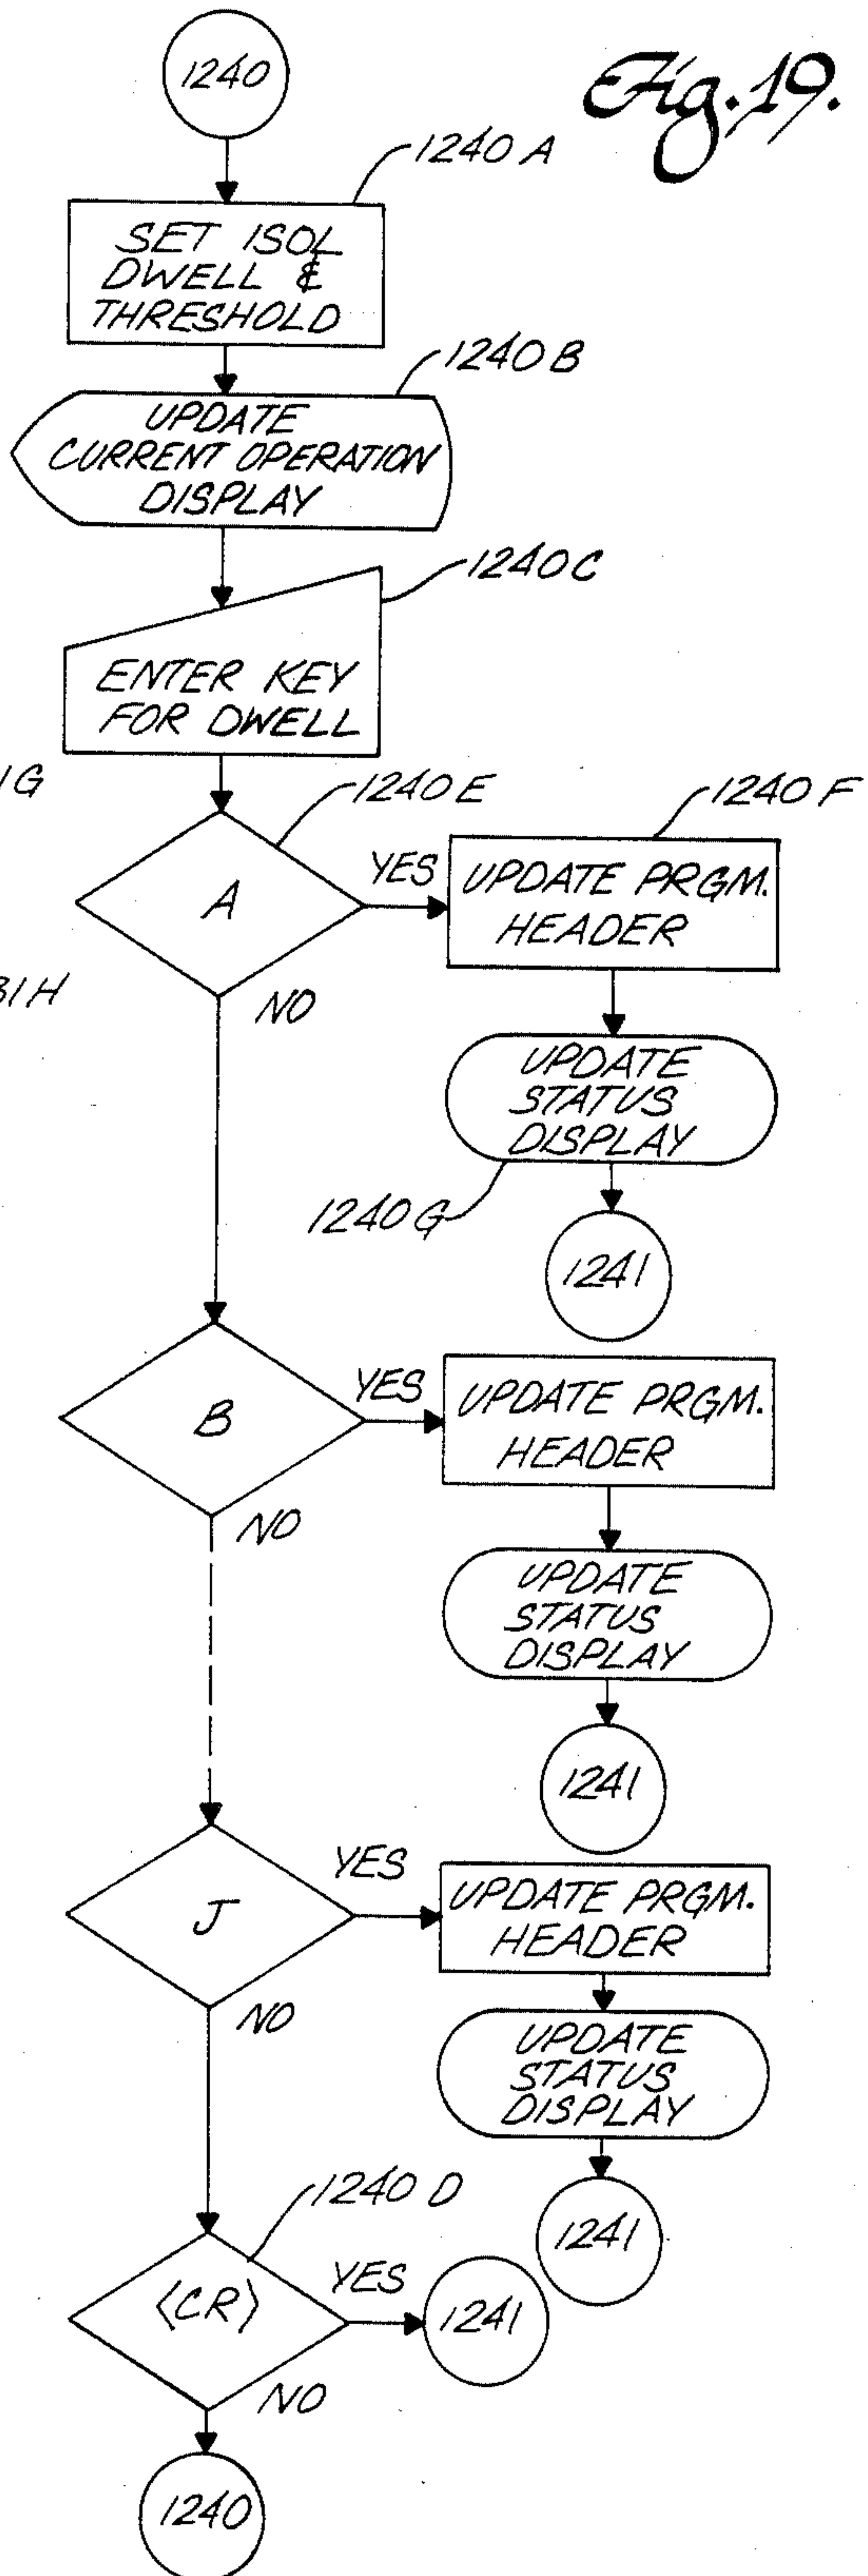 1240
Fig. 19.
1240 A
SET ISOL
DWELL &
THRESHOLD
1240 B
UPDATE
CURRENT OPERATION
DISPLAY
1240 C
ENTER KEY
FOR DWELL
1G
1240 E
1240 F
A
YES
UPDATE PRGM.
HEADER
31H
NO
UPDATE
STATUS
DISPLAY
1240 G
1241
B
YES
UPDATE PRGM.
HEADER
NO
UPDATE
STATUS
DISPLAY
1241
J
YES
UPDATE PRGM.
HEADER
NO
UPDATE
STATUS
DISPLAY
1240 D
1241
<CR>
YES
1241
NO
1240